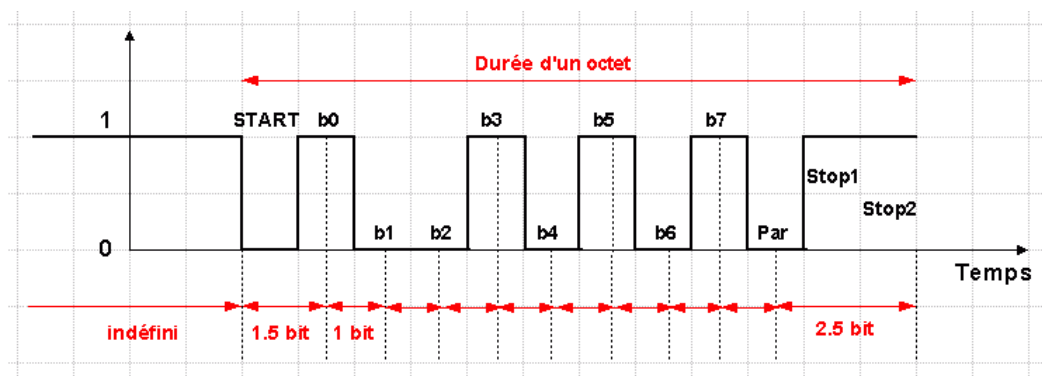 Durée d'un octet
1 START b0 b3 b5 b7
Stop1
Stop2
0 b1 b2 b4 b6 Par
Temps
indéfini 1.5 bit 1 bit 2.5 bit